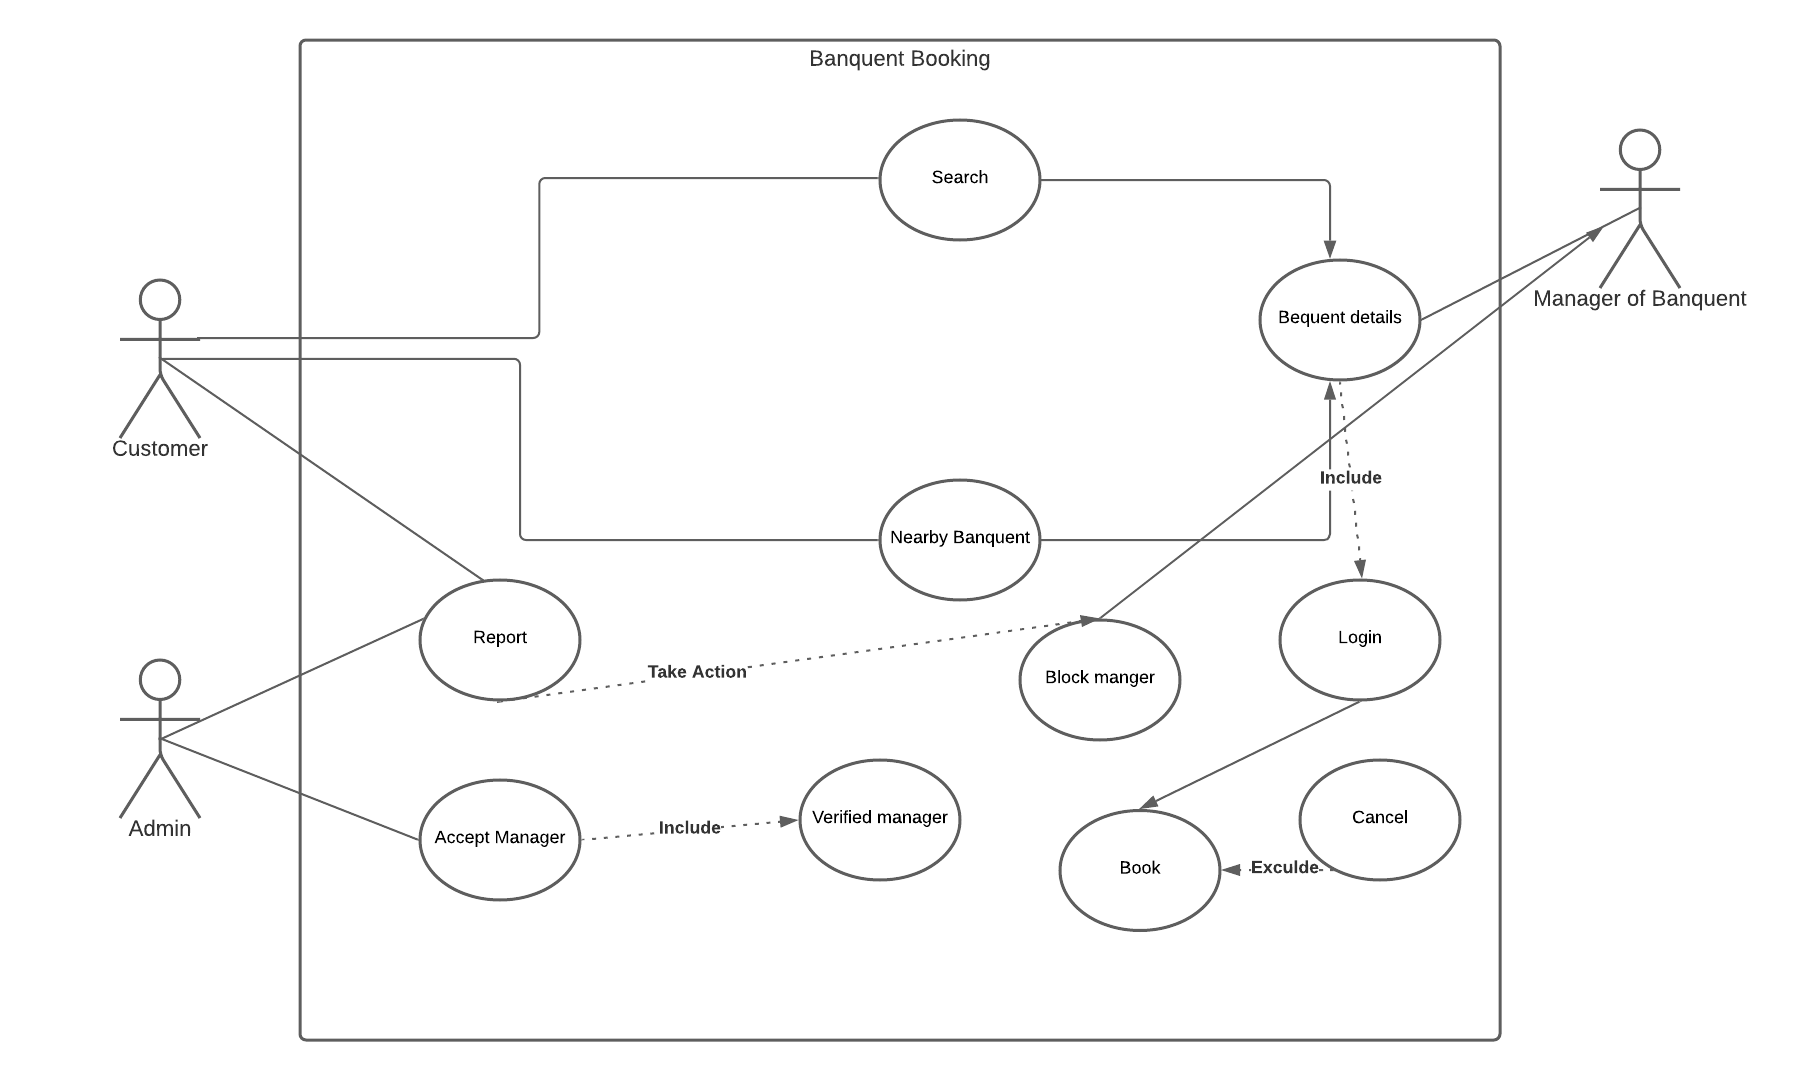 Banquent Booking
Search
Manager of Banquent
Bequent details
Customer
Include
Nearby Banquent
Report
Login
Take Action
Block manger
Admin
Accept Manager
Include
Verified manager
Cancel
Book
Exculde